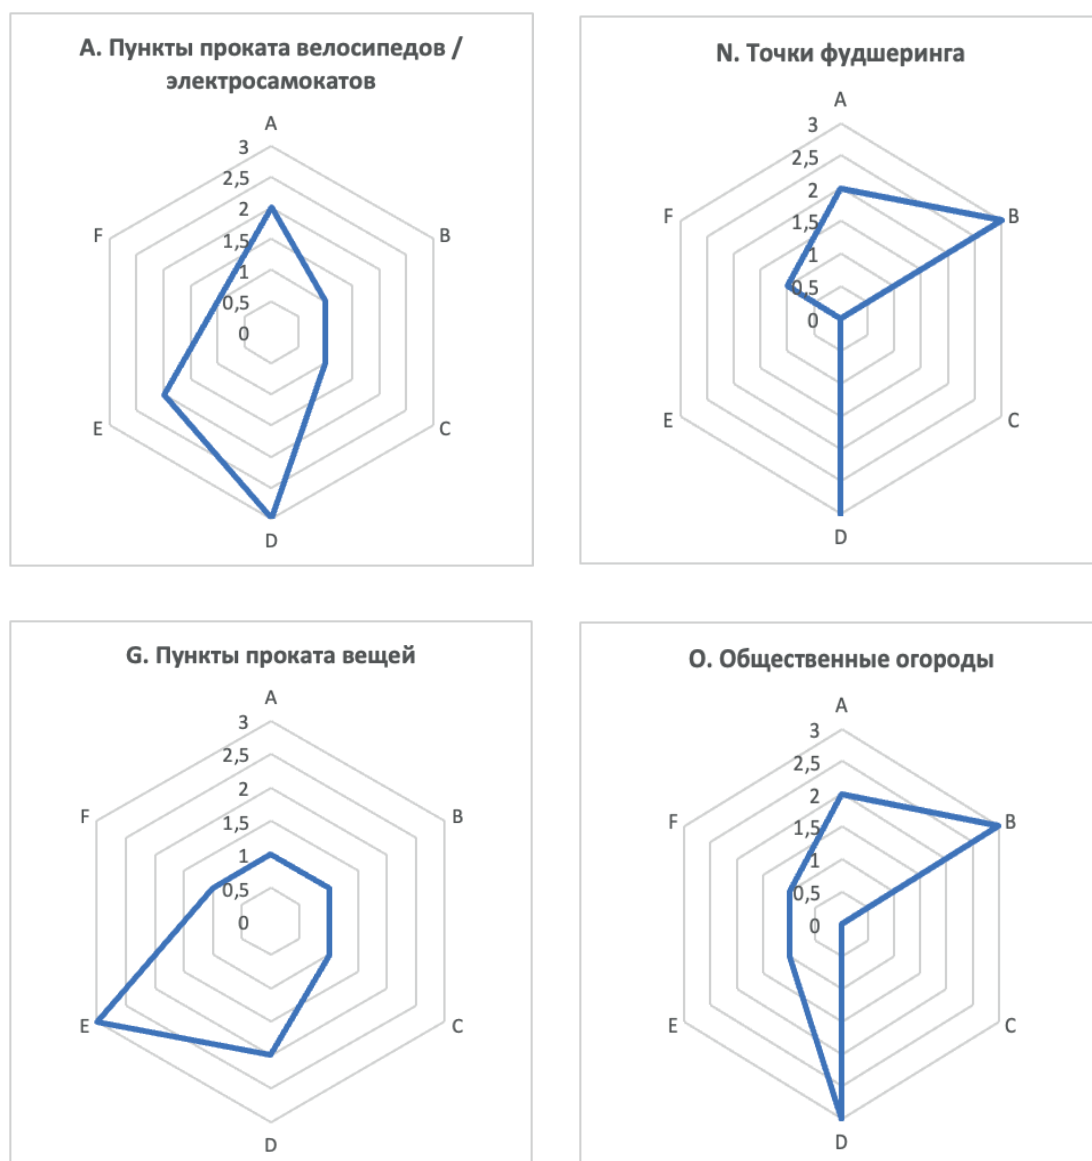 A. Пункты проката велосипедов /
электросамокатов
A
3
2,5
2
1,5
1
0,5
0
B
C
D
E
F
N. Точки фудшеринга
A
3
2,5
2
1,5
1
0,5
0
B
C
D
E
F
G. Пункты проката вещей
A
3
2,5
2
1,5
1
0,5
0
B
C
D
E
F
O. Общественные огороды
A
3
2,5
2
1,5
1
0,5
0
B
C
D
E
F